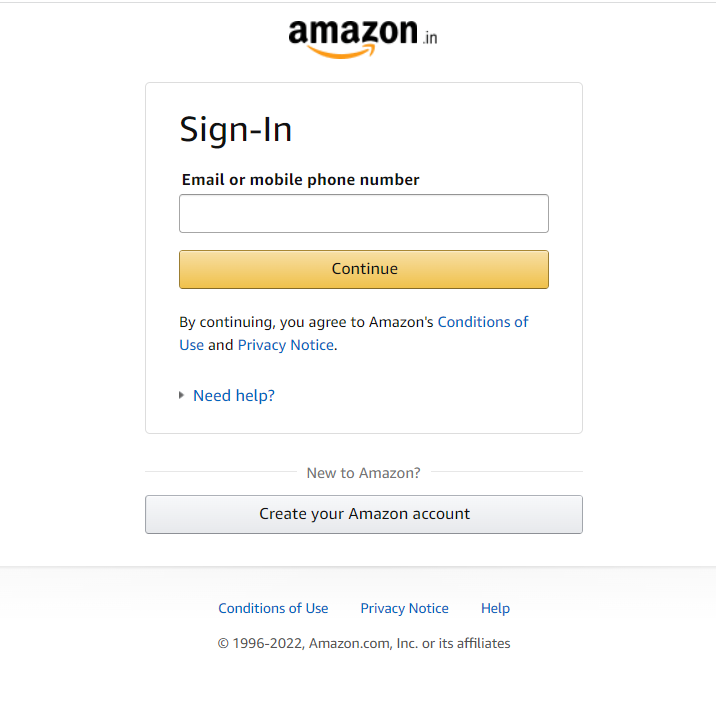 amazon.in
Sign-In
Email or mobile phone number
Continue
By continuing, you agree to Amazon's Conditions of
Use and Privacy Notice.
Need help?
New to Amazon?
Create your Amazon account
Conditions of Use Privacy Notice Help
© 1996-2022, Amazon.com, Inc. or its affiliates